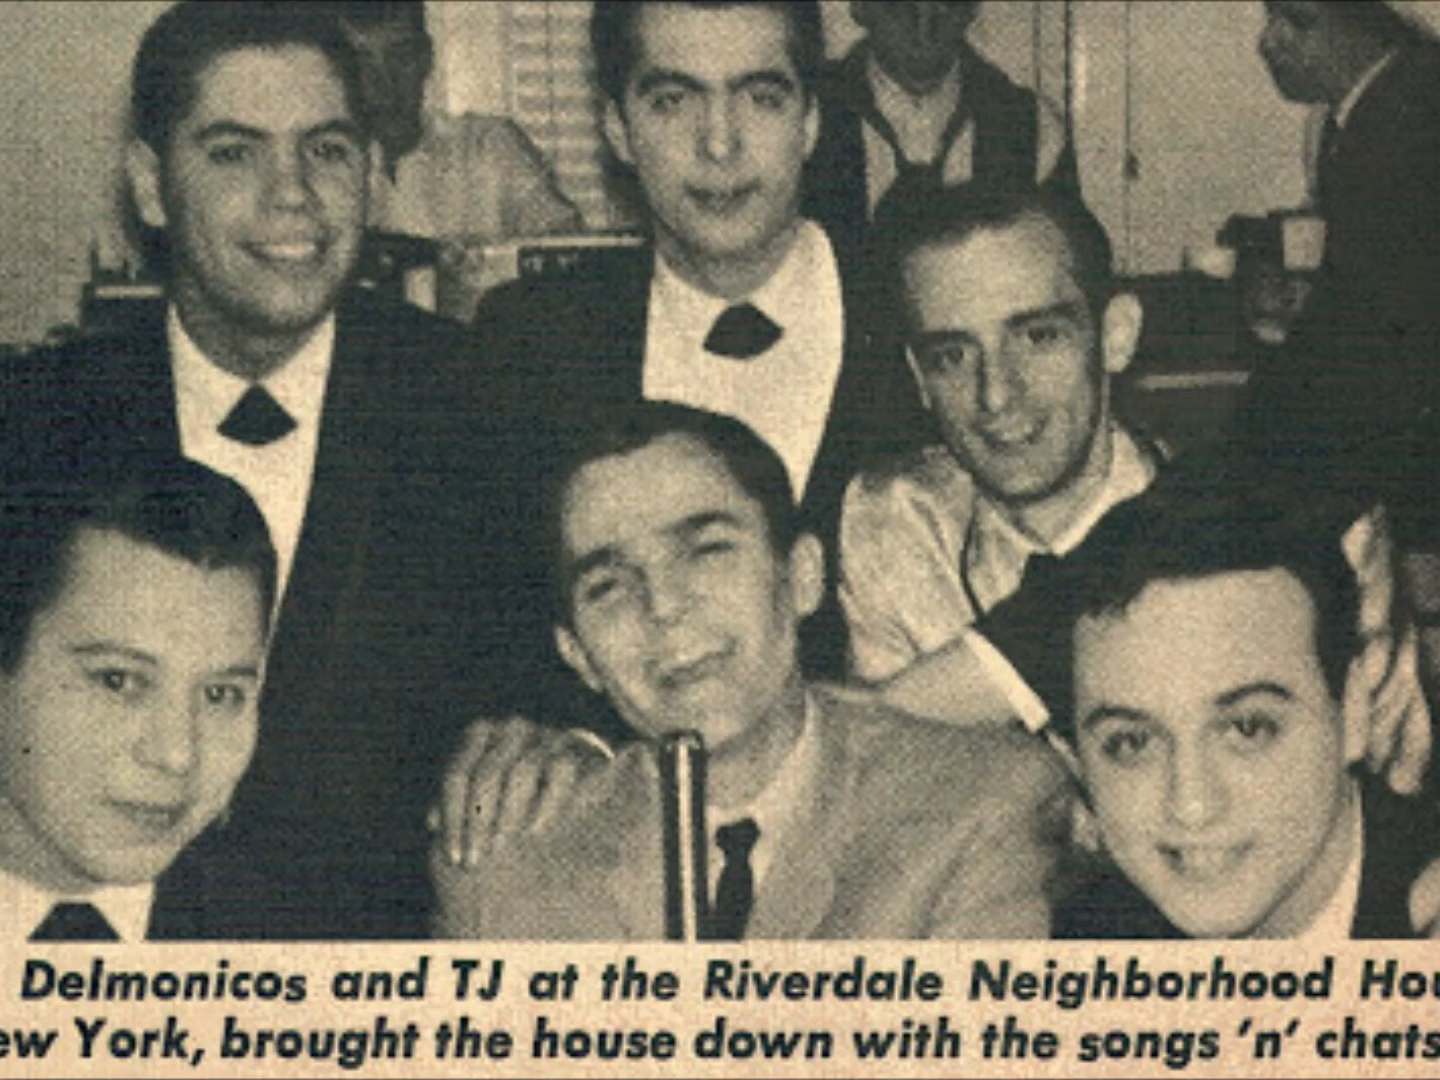 Delmonicos and TJ at the Riverdale Neighborhood Hou
ew York, brought the house down with the songs 'n' chats